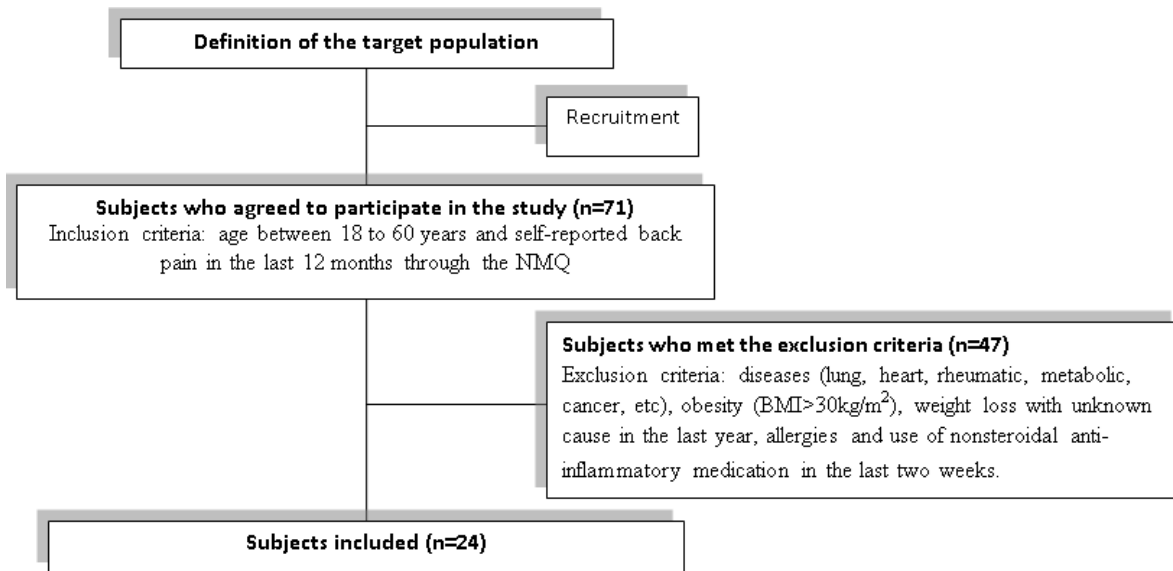 Definition of the target population
Recruitment
Subjects who agreed to participate in the study (n=71)
Inclusion criteria: age between 18 to 60 years and self-reported back
pain in the last 12 months through the NMQ
Subjects who met the exclusion criteria (n=47)
Exclusion criteria: diseases (lung, heart, rheumatic, metabolic,
cancer, etc), obesity (BMI>30kg/m²), weight loss with unknown
cause in the last year, allergies and use of nonsteroidal anti-
inflammatory medication in the last two weeks.
Subjects included (n=24)